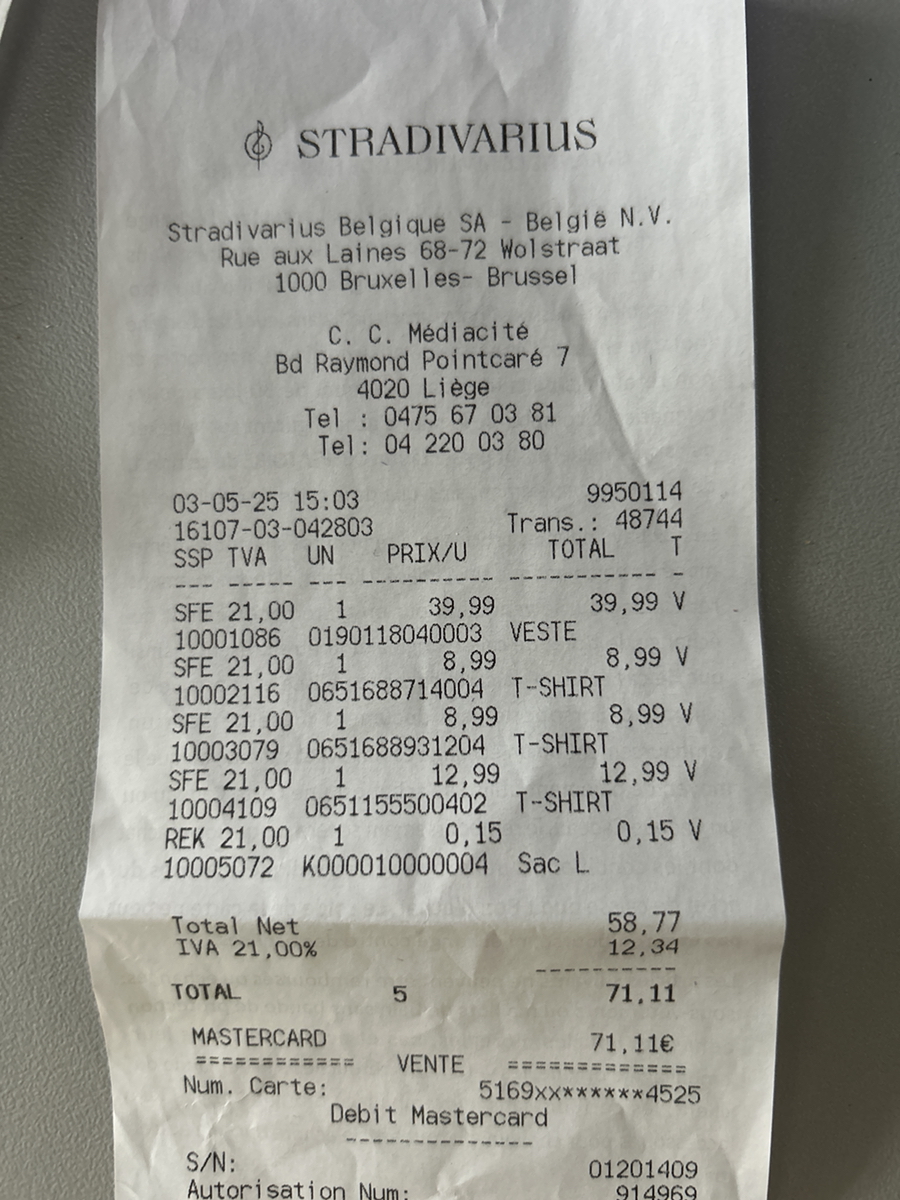 STRADIVARIUS
Stradivarius Belgique SA - België N.V.
Rue aux Laines 68-72 Wolstraat
1000 Bruxelles- Brussel
C. C. Médiacité
Bd Raymond Pointcaré 7
4020 Liège
Tel : 0475 67 03 81
Tel: 04 220 03 80
03-05-25 15:03 9950114
16107-03-042803 Trans.: 48744
SSP TVA UN PRIX/U TOTAL T
--- --- --- ---------- ----------- -
SFE 21,00 1 39,99 39,99 V
10001086 0190118040003 VESTE
SFE 21,00 1 8,99 8,99 V
10002116 0651688714004 T-SHIRT
SFE 21,00 1 8,99 8,99 V
10003079 0651688931204 T-SHIRT
SFE 21,00 1 12,99 12,99 V
10004109 0651155500402 T-SHIRT
REK 21,00 1 0,15 0,15 V
10005072 K000010000004 Sac L
Total Net 58,77
IVA 21,00% 12,34
----------
TOTAL 5 71,11
MASTERCARD 71,11€
============ VENTE =============
Num. Carte: 5169xx******4525
Debit Mastercard
--------------
S/N: 01201409
Autorisation Num: 914969